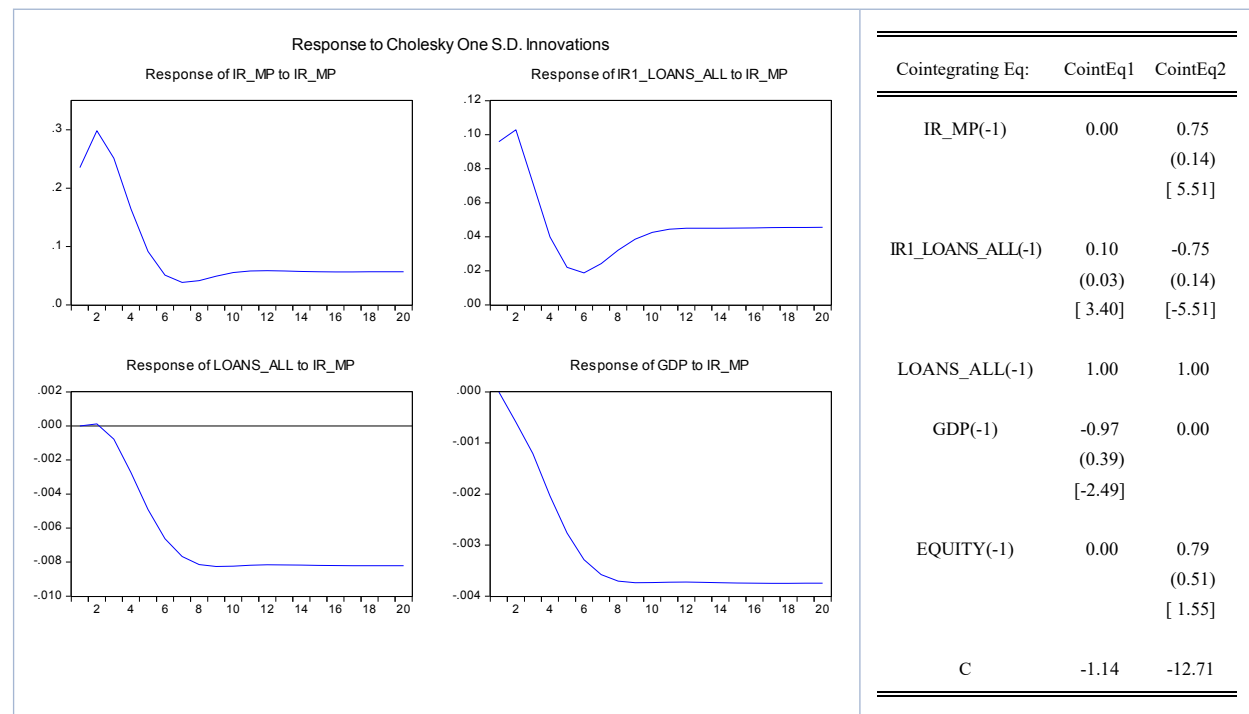 Response to Cholesky One S.D. Innovations
Response of IR_MP to IR_MP
.3
.2
.1
.0
2 4 6 8 10 12 14 16 18 20
Response of IR1_LOANS_ALL to IR_MP
.12
.10
.08
.06
.04
.02
.00
2 4 6 8 10 12 14 16 18 20
Response of LOANS_ALL to IR_MP
.002
.000
-.002
-.004
-.006
-.008
-.010
2 4 6 8 10 12 14 16 18 20
Response of GDP to IR_MP
.000
-.001
-.002
-.003
-.004
2 4 6 8 10 12 14 16 18 20
Cointegrating Eq: CointEq1 CointEq2
IR_MP(-1) 0.00 0.75
(0.14)
[ 5.51]
IR1_LOANS_ALL(-1) 0.10 -0.75
(0.03) (0.14)
[ 3.40] [-5.51]
LOANS_ALL(-1) 1.00 1.00
GDP(-1) -0.97 0.00
(0.39)
[-2.49]
EQUITY(-1) 0.00 0.79
(0.51)
[ 1.55]
C -1.14 -12.71